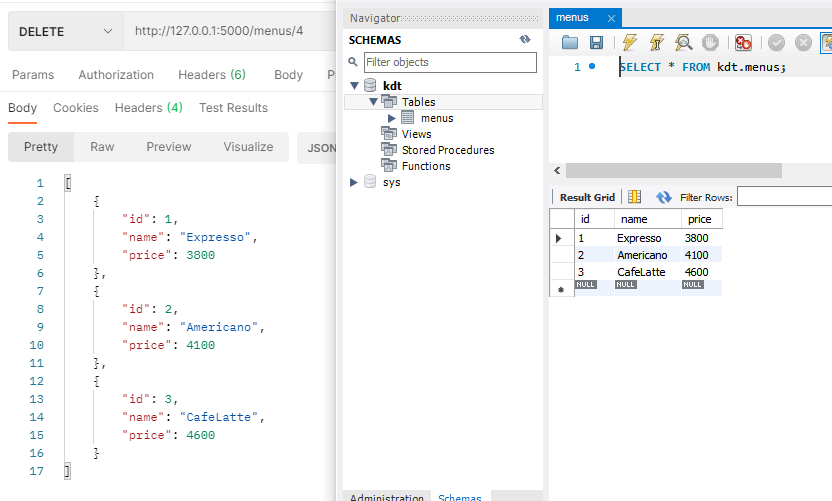 DELETE
http://127.0.0.1:5000/menus/4
Params Authorization Headers (6) Body
Body Cookies Headers (4) Test Results
Pretty Raw Preview Visualize JSON
1 [
2 {
3 "id": 1,
4 "name": "Expresso",
5 "price": 3800
6 },
7 {
8 "id": 2,
9 "name": "Americano",
10 "price": 4100
11 },
12 {
13 "id": 3,
14 "name": "CafeLatte",
15 "price": 4600
16 }
17 ]
Navigator
SCHEMAS
Filter objects
kdt
Tables
menus
Views
Stored Procedures
Functions
sys
Administration Schemas
menus
1 SELECT * FROM kdt.menus;
Result Grid Filter Rows:
id name price
1 Expresso 3800
2 Americano 4100
3 CafeLatte 4600
NULL NULL NULL